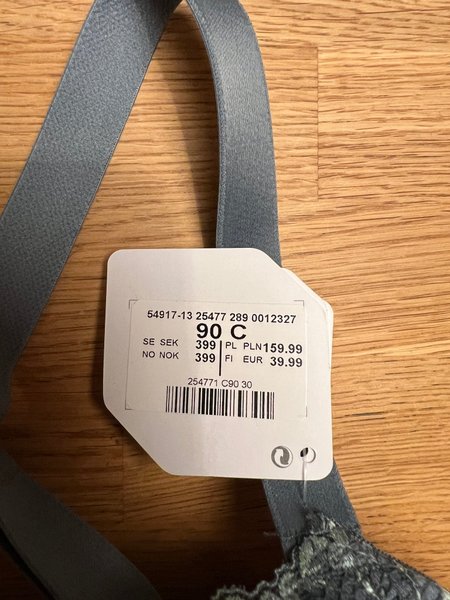 54917-13 25477 289 0012327
90 C
SE SEK 399 PL PLN 159.99
NO NOK 399 FI EUR 39.99
254771 C90 30